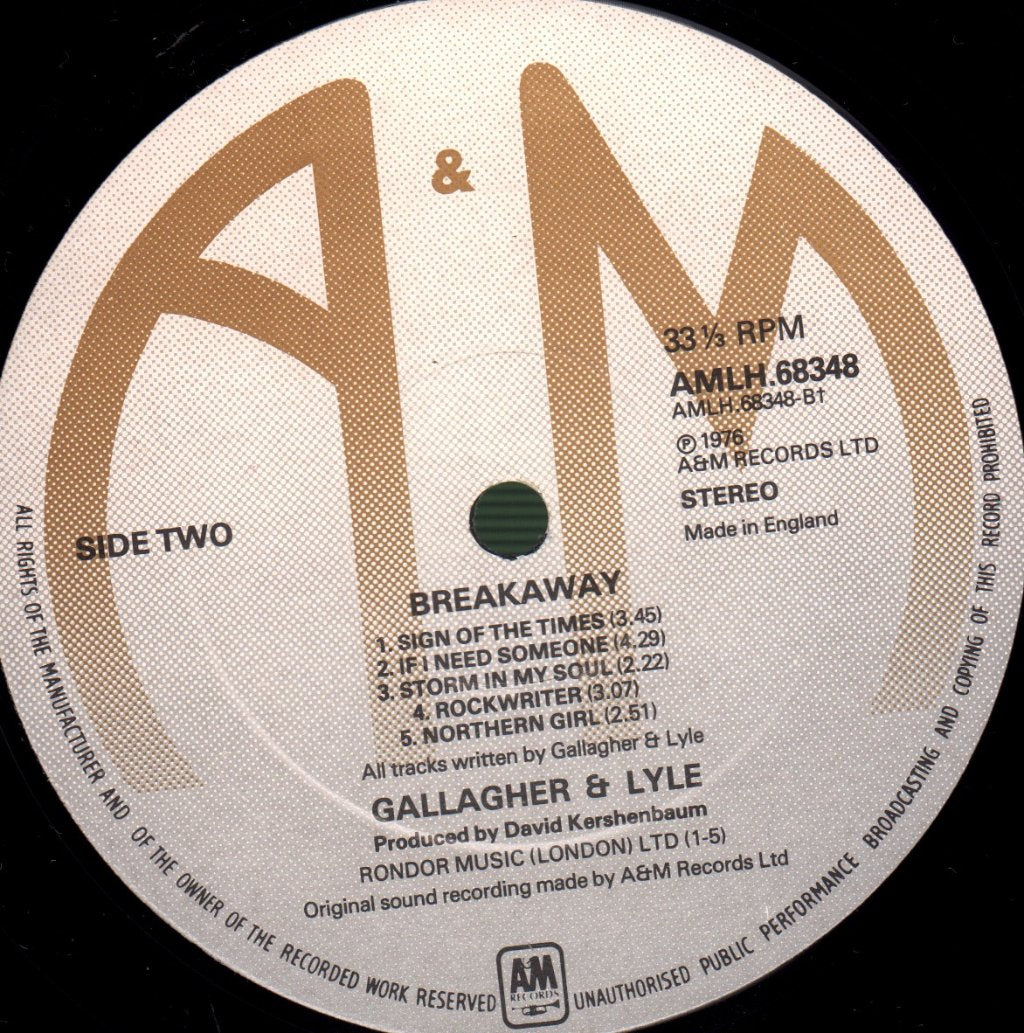 A & M
33 1/3 RPM
AMLH.68348
AMLH.68348-B†
℗ 1976
A&M RECORDS LTD
STEREO
Made in England
SIDE TWO
BREAKAWAY
1. SIGN OF THE TIMES (3.45)
2. IF I NEED SOMEONE (4.29)
3. STORM IN MY SOUL (2.22)
4. ROCKWRITER (3.07)
5. NORTHERN GIRL (2.51)
All tracks written by Gallagher & Lyle
GALLAGHER & LYLE
Produced by David Kershenbaum
RONDOR MUSIC (LONDON) LTD (1-5)
Original sound recording made by A&M Records Ltd
ALL RIGHTS OF THE MANUFACTURER AND OF THE OWNER OF THE RECORDED WORK RESERVED
A&M
RECORDS
UNAUTHORISED PUBLIC PERFORMANCE BROADCASTING AND COPYING OF THIS RECORD PROHIBITED